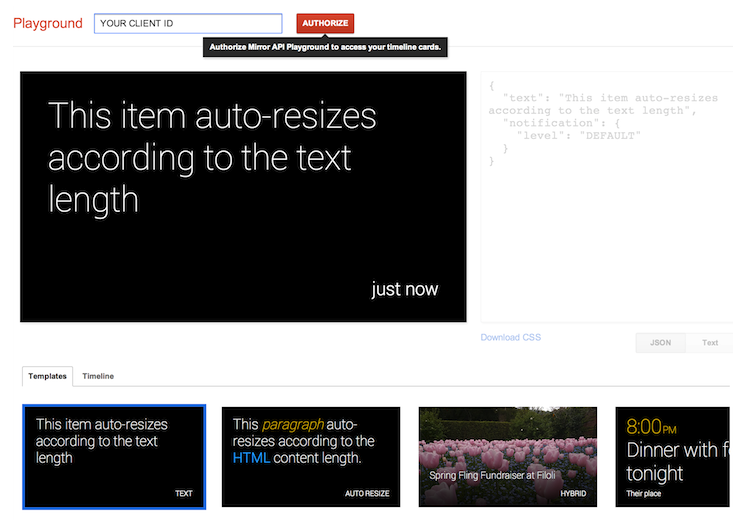 Playground
YOUR CLIENT ID
AUTHORIZE
Authorize Mirror API Playground to access your timeline cards.
This item auto-resizes
according to the text
length
just now
{
"text": "This item auto-resizes
according to the text length",
"notification": {
"level": "DEFAULT"
}
}
Download CSS
JSON
Text
Templates
Timeline
This item auto-resizes
according to the text
length
TEXT
This paragraph auto-
resizes according to the
HTML content length.
AUTO RESIZE
Spring Fling Fundraiser at Filoli
HYBRID
8:00PM
Dinner with f
tonight
Their place